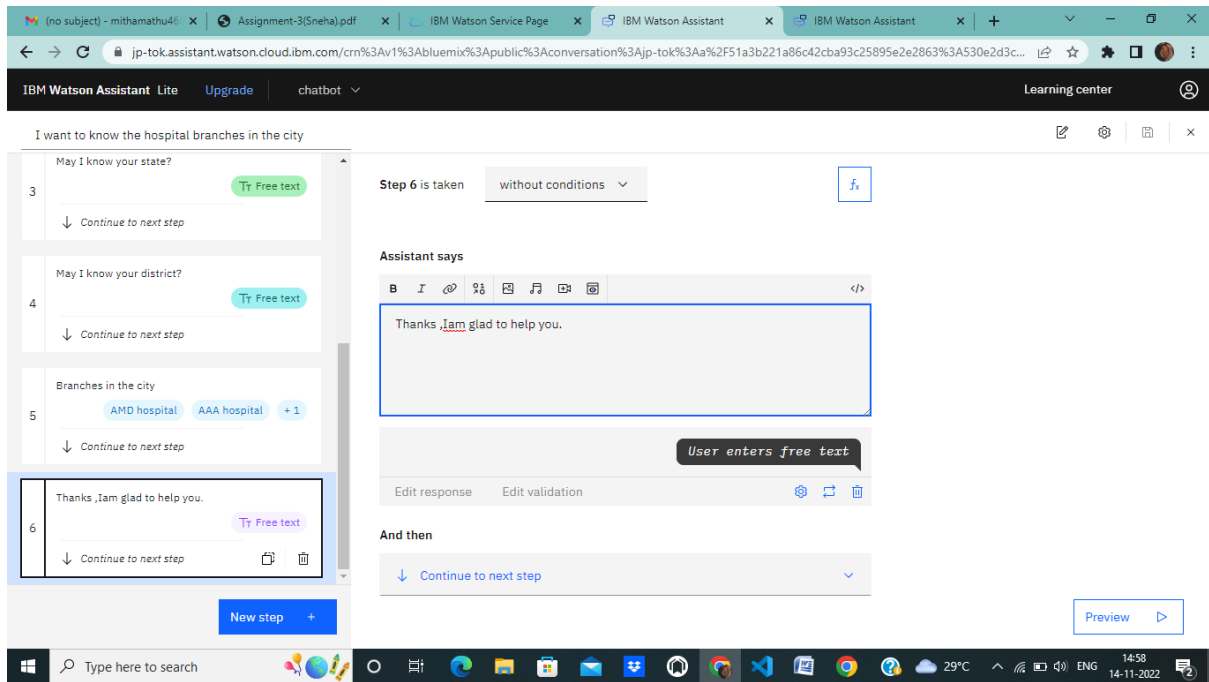 (no subject) - mithamathu46
Assignment-3(Sneha).pdf
IBM Watson Service Page
IBM Watson Assistant
IBM Watson Assistant
jp-tok.assistant.watson.cloud.ibm.com/crn%3Av1%3Abluemix%3Apublic%3Aconversation%3Ajp-tok%3Aa%2F51a3b221a86c42cba93c25895e2e2863%3A530e2d3c...
IBM Watson Assistant Lite
Upgrade
chatbot
Learning center
I want to know the hospital branches in the city
3
May I know your state?
Free text
Continue to next step
4
May I know your district?
Free text
Continue to next step
5
Branches in the city
AMD hospital
AAA hospital
+ 1
Continue to next step
6
Thanks ,Iam glad to help you.
Free text
Continue to next step
New step +
Step 6 is taken
without conditions
fx
Assistant says
B I
</>
Thanks ,Iam glad to help you.
User enters free text
Edit response
Edit validation
And then
Continue to next step
Preview
Type here to search
29°C
ENG
14:58
14-11-2022
2